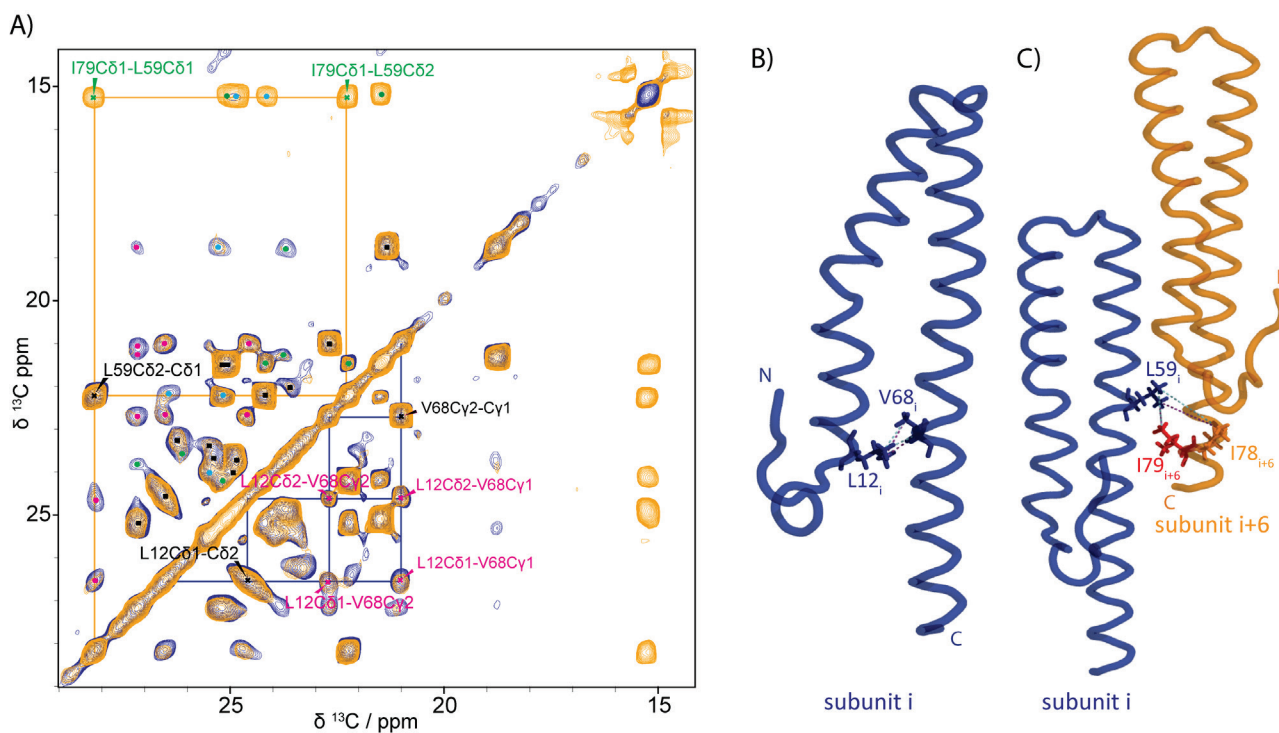 A)
B)
C)
I79Cδ1-L59Cδ1
I79Cδ1-L59Cδ2
15
20
25
δ ¹³C ppm
L59Cδ2-Cδ1
V68Cγ2-Cγ1
L12Cδ2-V68Cγ2
L12Cδ2-V68Cγ1
L12Cδ1-Cδ2
L12Cδ1-V68Cγ1
L12Cδ1-V68Cγ2
25
20
15
δ ¹³C / ppm
N
V68ᵢ
L12ᵢ
C
subunit i
L59ᵢ
I79ᵢ₊₆
I78ᵢ₊₆
C
subunit i+6
subunit i